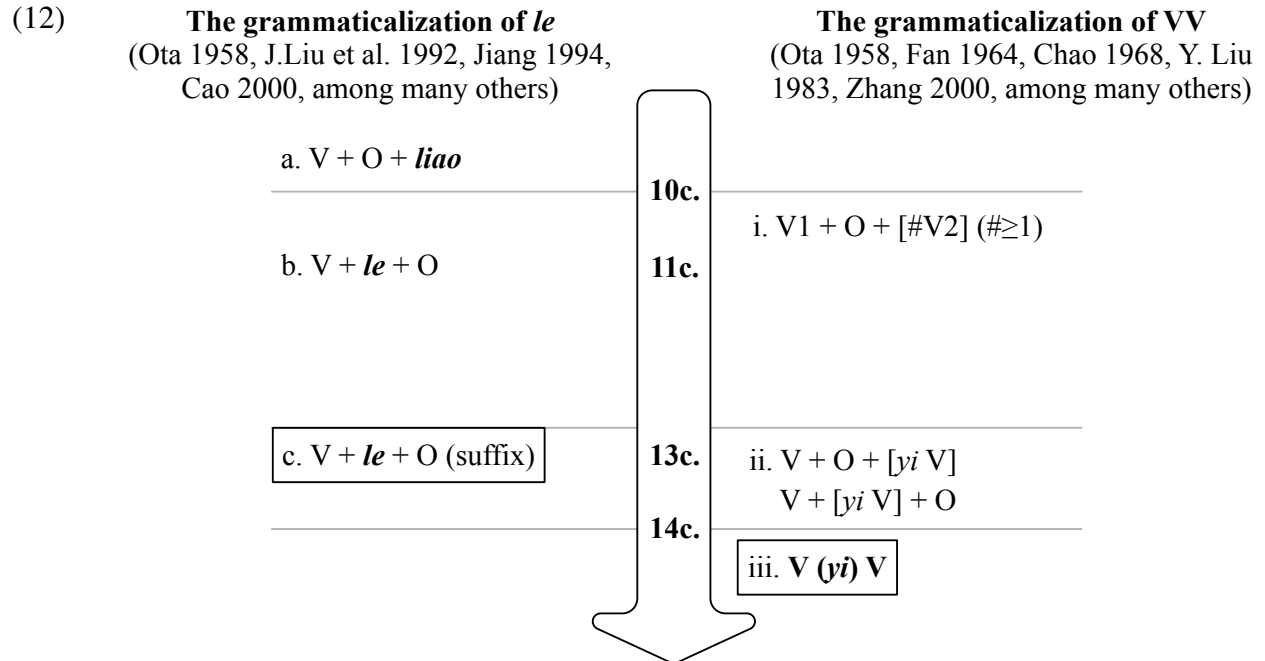 (12)
The grammaticalization of le
(Ota 1958, J.Liu et al. 1992, Jiang 1994,
Cao 2000, among many others)
The grammaticalization of VV
(Ota 1958, Fan 1964, Chao 1968, Y. Liu
1983, Zhang 2000, among many others)
a. V + O + liao
10c.
i. V1 + O + [#V2] (#≥1)
b. V + le + O
11c.
c. V + le + O (suffix)
13c.
ii. V + O + [yi V]
V + [yi V] + O
14c.
iii. V (yi) V